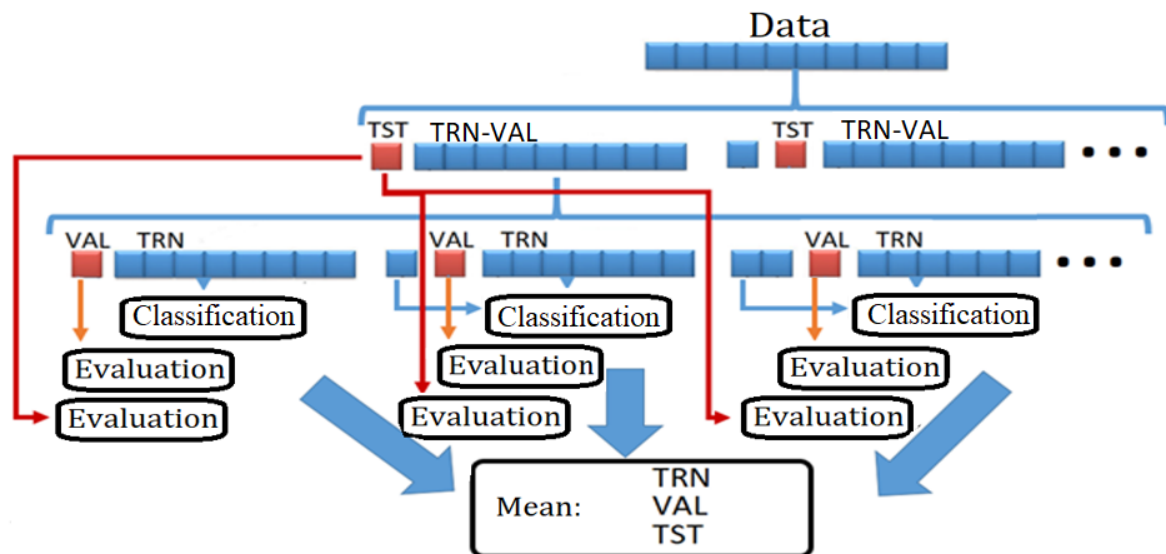 Data
TST TRN-VAL TST TRN-VAL
VAL TRN VAL TRN VAL TRN
Classification Classification Classification
Evaluation Evaluation Evaluation
Evaluation Evaluation Evaluation
TRN
Mean: VAL
TST